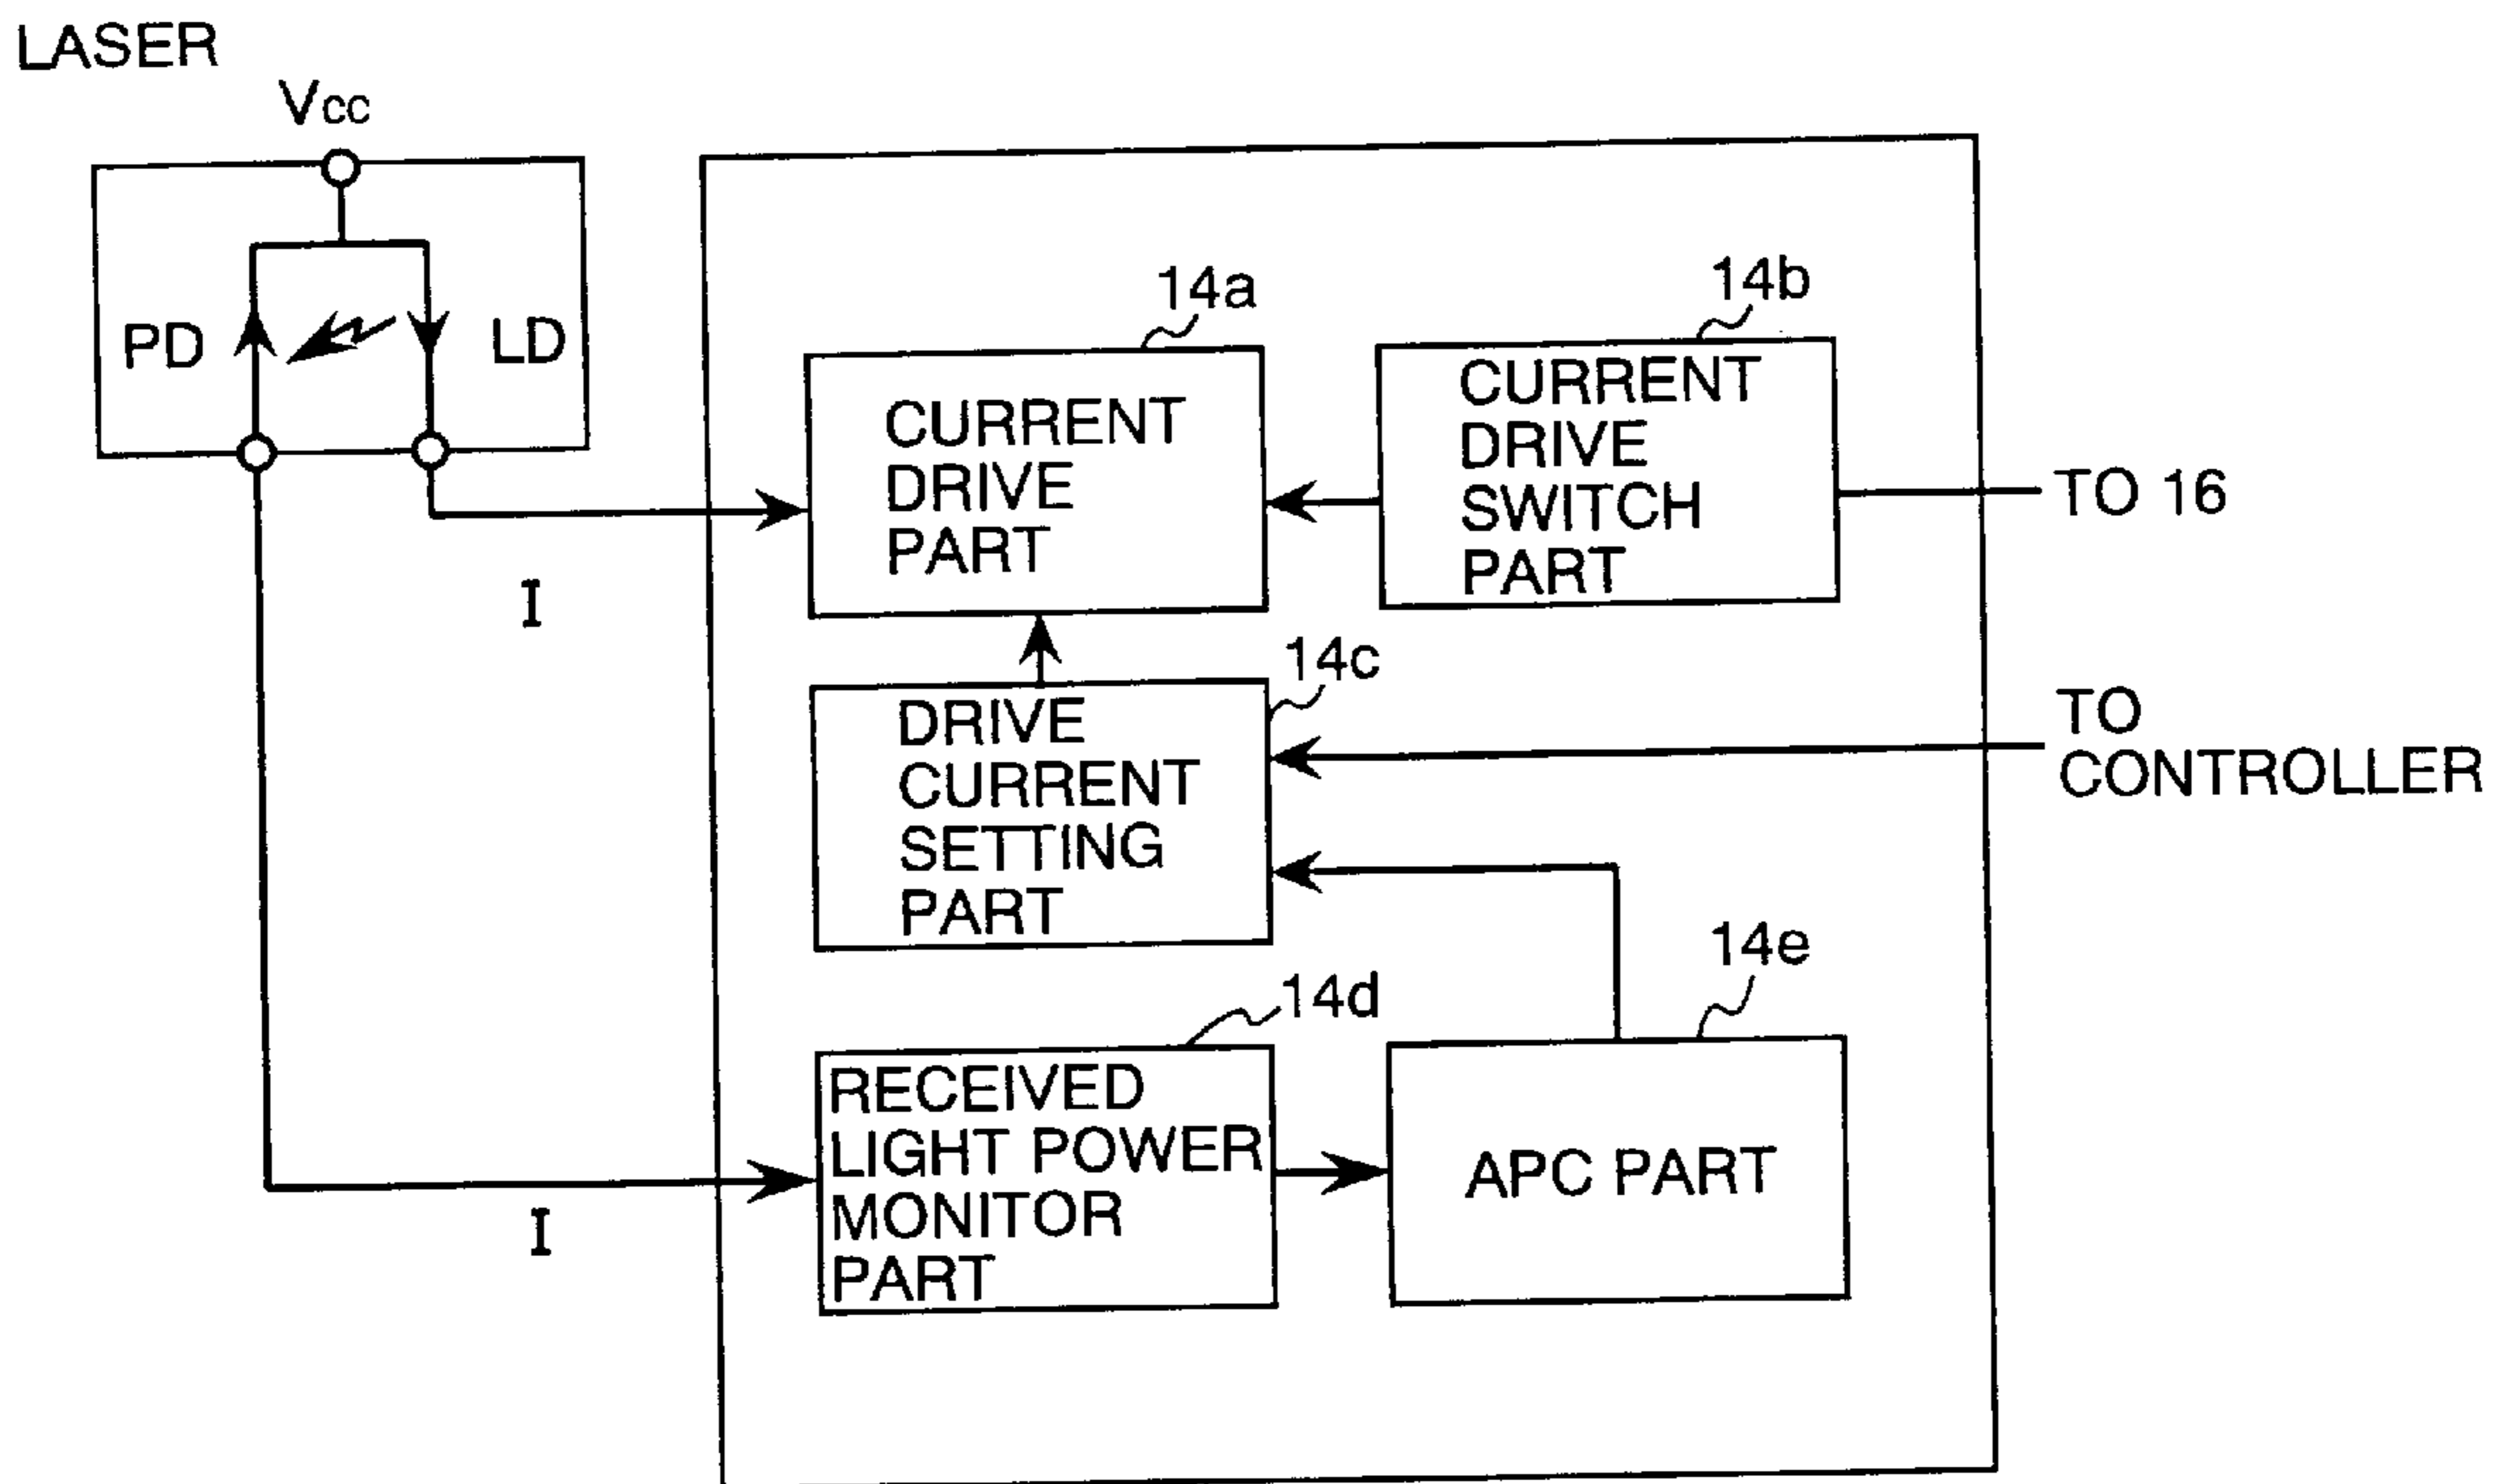 LASER
Vcc
PD
LD
I
I
14a
CURRENT
DRIVE
PART
14b
CURRENT
DRIVE
SWITCH
PART
TO 16
14c
DRIVE
CURRENT
SETTING
PART
TO
CONTROLLER
14d
RECEIVED
LIGHT POWER
MONITOR
PART
14e
APC PART